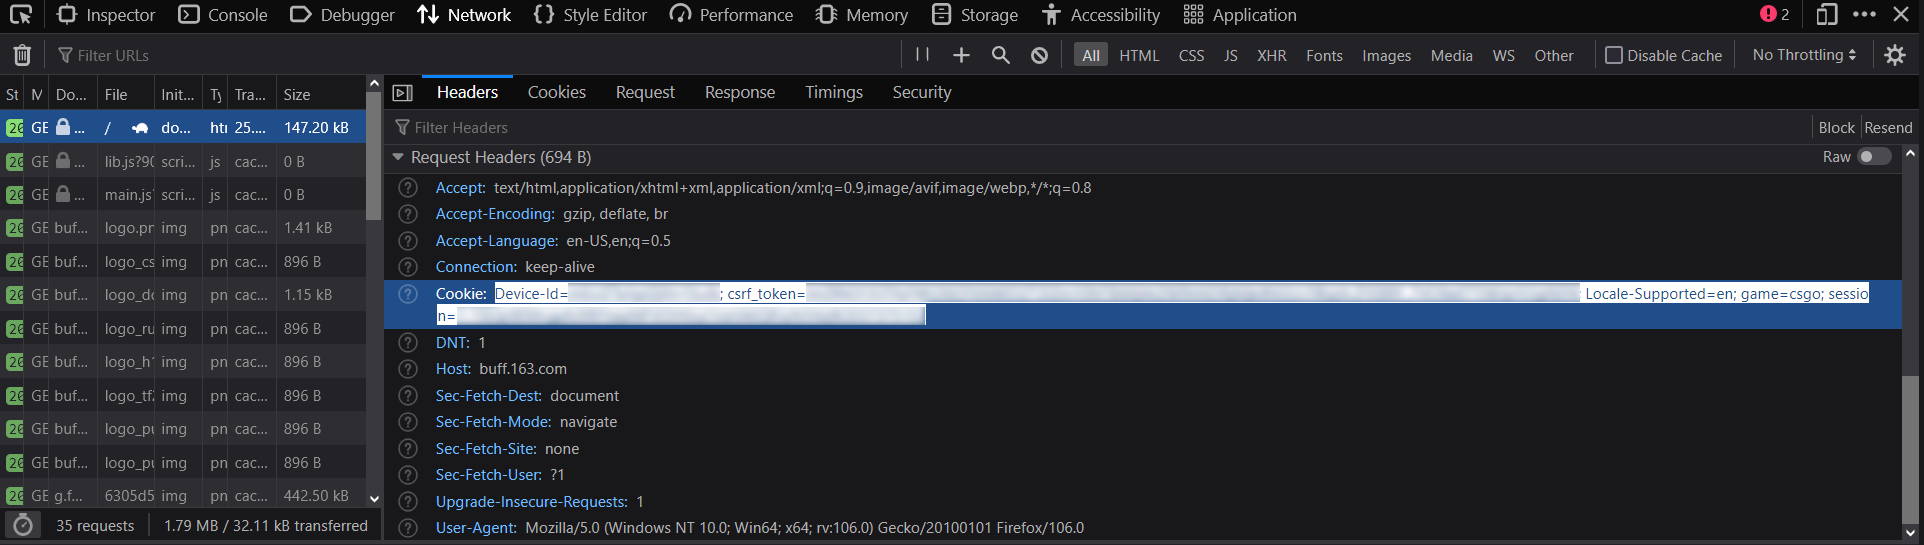 Inspector Console Debugger Network Style Editor Performance Memory Storage Accessibility Application 2
Filter URLs All HTML CSS JS XHR Fonts Images Media WS Other Disable Cache No Throttling
St M Do... File Init... Ty Tra... Size
Headers Cookies Request Response Timings Security
20 GE ... / do... htm 25.... 147.20 kB
Filter Headers Block Resend
20 GE ... lib.js?90 scri... js cac... 0 B
Request Headers (694 B) Raw
20 GE ... main.js? scri... js cac... 0 B
Accept: text/html,application/xhtml+xml,application/xml;q=0.9,image/avif,image/webp,*/*;q=0.8
20 GE buf... logo.pn img pn cac... 1.41 kB
Accept-Encoding: gzip, deflate, br
Accept-Language: en-US,en;q=0.5
20 GE buf... logo_cs img pn cac... 896 B
Connection: keep-alive
20 GE buf... logo_do img pn cac... 1.15 kB
Cookie: Device-Id= ; csrf_token= ; Locale-Supported=en; game=csgo; sessio
n=
20 GE buf... logo_ru img pn cac... 896 B
DNT: 1
20 GE buf... logo_h1 img pn cac... 896 B
Host: buff.163.com
20 GE buf... logo_tf2 img pn cac... 896 B
Sec-Fetch-Dest: document
Sec-Fetch-Mode: navigate
20 GE buf... logo_pu img pn cac... 896 B
Sec-Fetch-Site: none
20 GE buf... logo_pu img pn cac... 896 B
Sec-Fetch-User: ?1
20 GE g.f... 6305d5 img pn cac... 442.50 kB
Upgrade-Insecure-Requests: 1
35 requests 1.79 MB / 32.11 kB transferred
User-Agent: Mozilla/5.0 (Windows NT 10.0; Win64; x64; rv:106.0) Gecko/20100101 Firefox/106.0